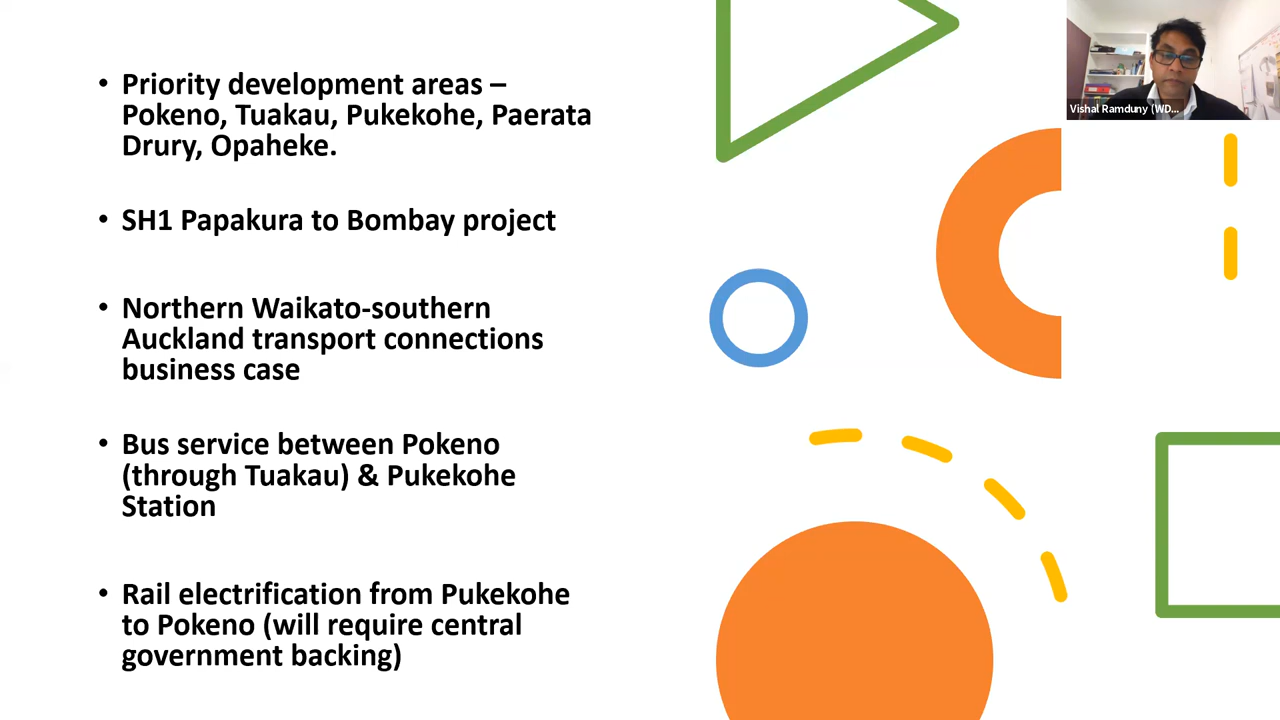 • Priority development areas –
Pokeno, Tuakau, Pukekohe, Paerata
Drury, Opaheke.
• SH1 Papakura to Bombay project
• Northern Waikato-southern
Auckland transport connections
business case
• Bus service between Pokeno
(through Tuakau) & Pukekohe
Station
• Rail electrification from Pukekohe
to Pokeno (will require central
government backing)
Vishal Ramduny (WD...